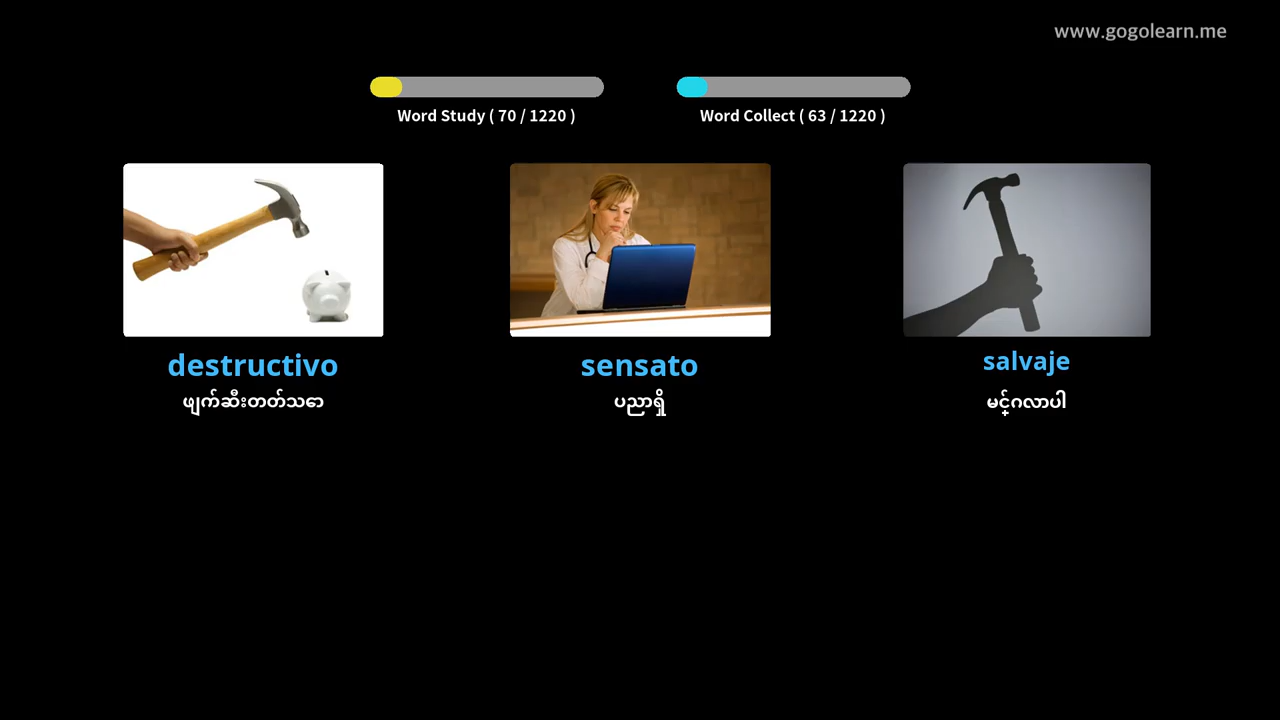 www.gogolearn.me
Word Study ( 70 / 1220 )
Word Collect ( 63 / 1220 )
destructivo
sensato
salvaje
ဖျက်ဆီးတတ်သော
ပညာရှိ
မင်္ဂလာပါ